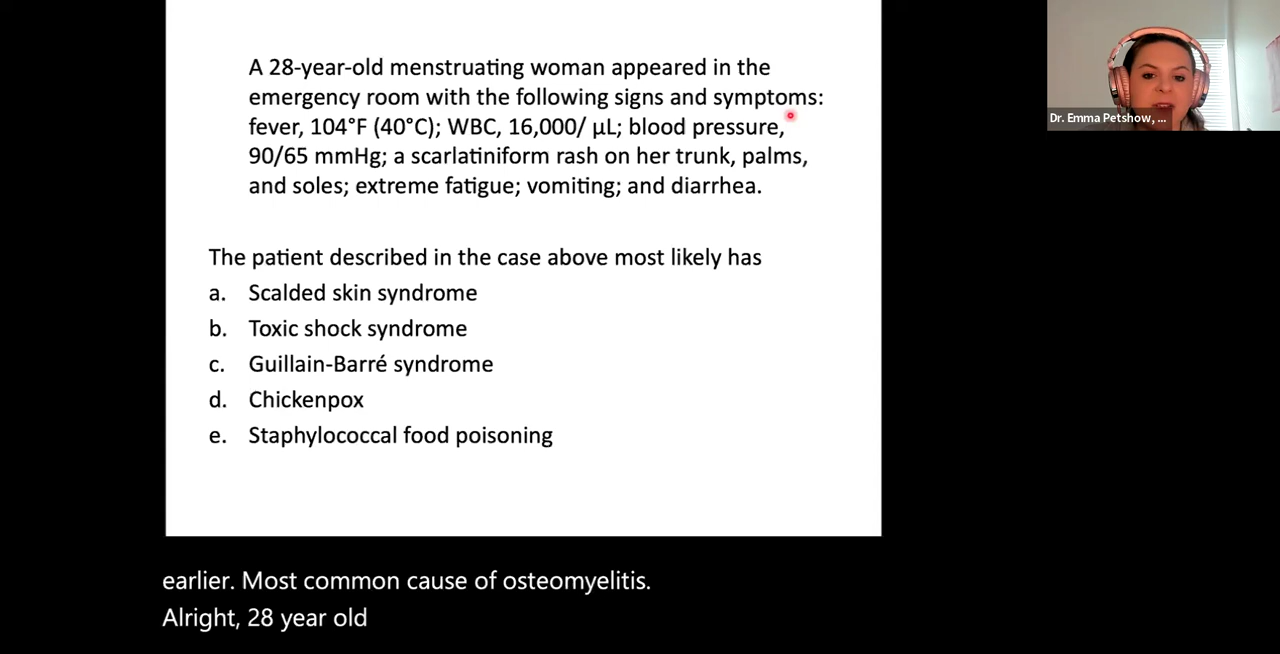 A 28-year-old menstruating woman appeared in the
emergency room with the following signs and symptoms:
fever, 104°F (40°C); WBC, 16,000/ µL; blood pressure,
90/65 mmHg; a scarlatiniform rash on her trunk, palms,
and soles; extreme fatigue; vomiting; and diarrhea.
Dr. Emma Petshow, ...
The patient described in the case above most likely has
a. Scalded skin syndrome
b. Toxic shock syndrome
c. Guillain-Barré syndrome
d. Chickenpox
e. Staphylococcal food poisoning
earlier. Most common cause of osteomyelitis.
Alright, 28 year old